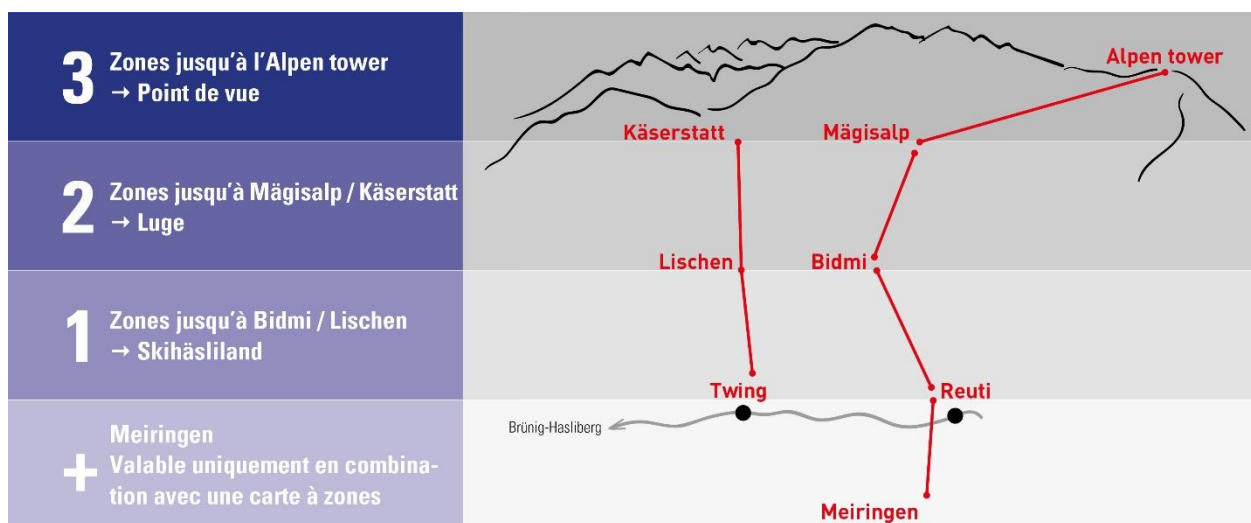 3
Zones jusqu'à l'Alpen tower
→ Point de vue
2
Zones jusqu'à Mägisalp / Käserstatt
→ Luge
1
Zones jusqu'à Bidmi / Lischen
→ Skihäsliland
+
Meiringen
Valable uniquement en combina-
tion avec une carte à zones
Alpen tower
Käserstatt
Mägisalp
Lischen
Bidmi
Twing
Reuti
Brünig-Hasliberg
Meiringen